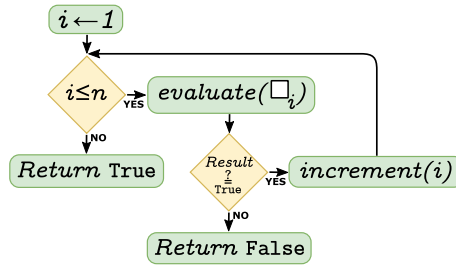 i ← 1
i≤n
YES
evaluate(□i)
NO
Return True
Result
?
=
True
YES
increment(i)
NO
Return False